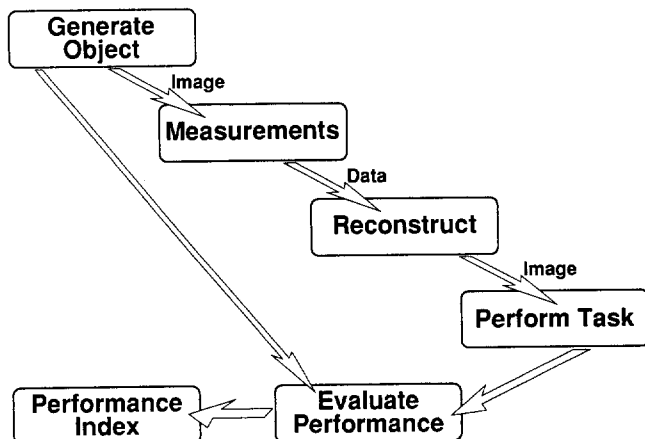 Generate
Object
Image
Measurements
Data
Reconstruct
Image
Perform Task
Evaluate
Performance
Performance
Index